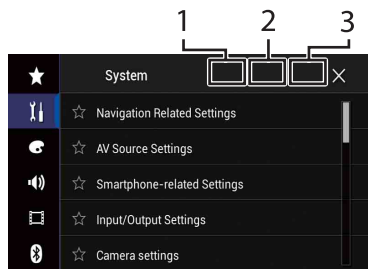 1 2 3
System
Navigation Related Settings
AV Source Settings
Smartphone-related Settings
Input/Output Settings
Camera settings